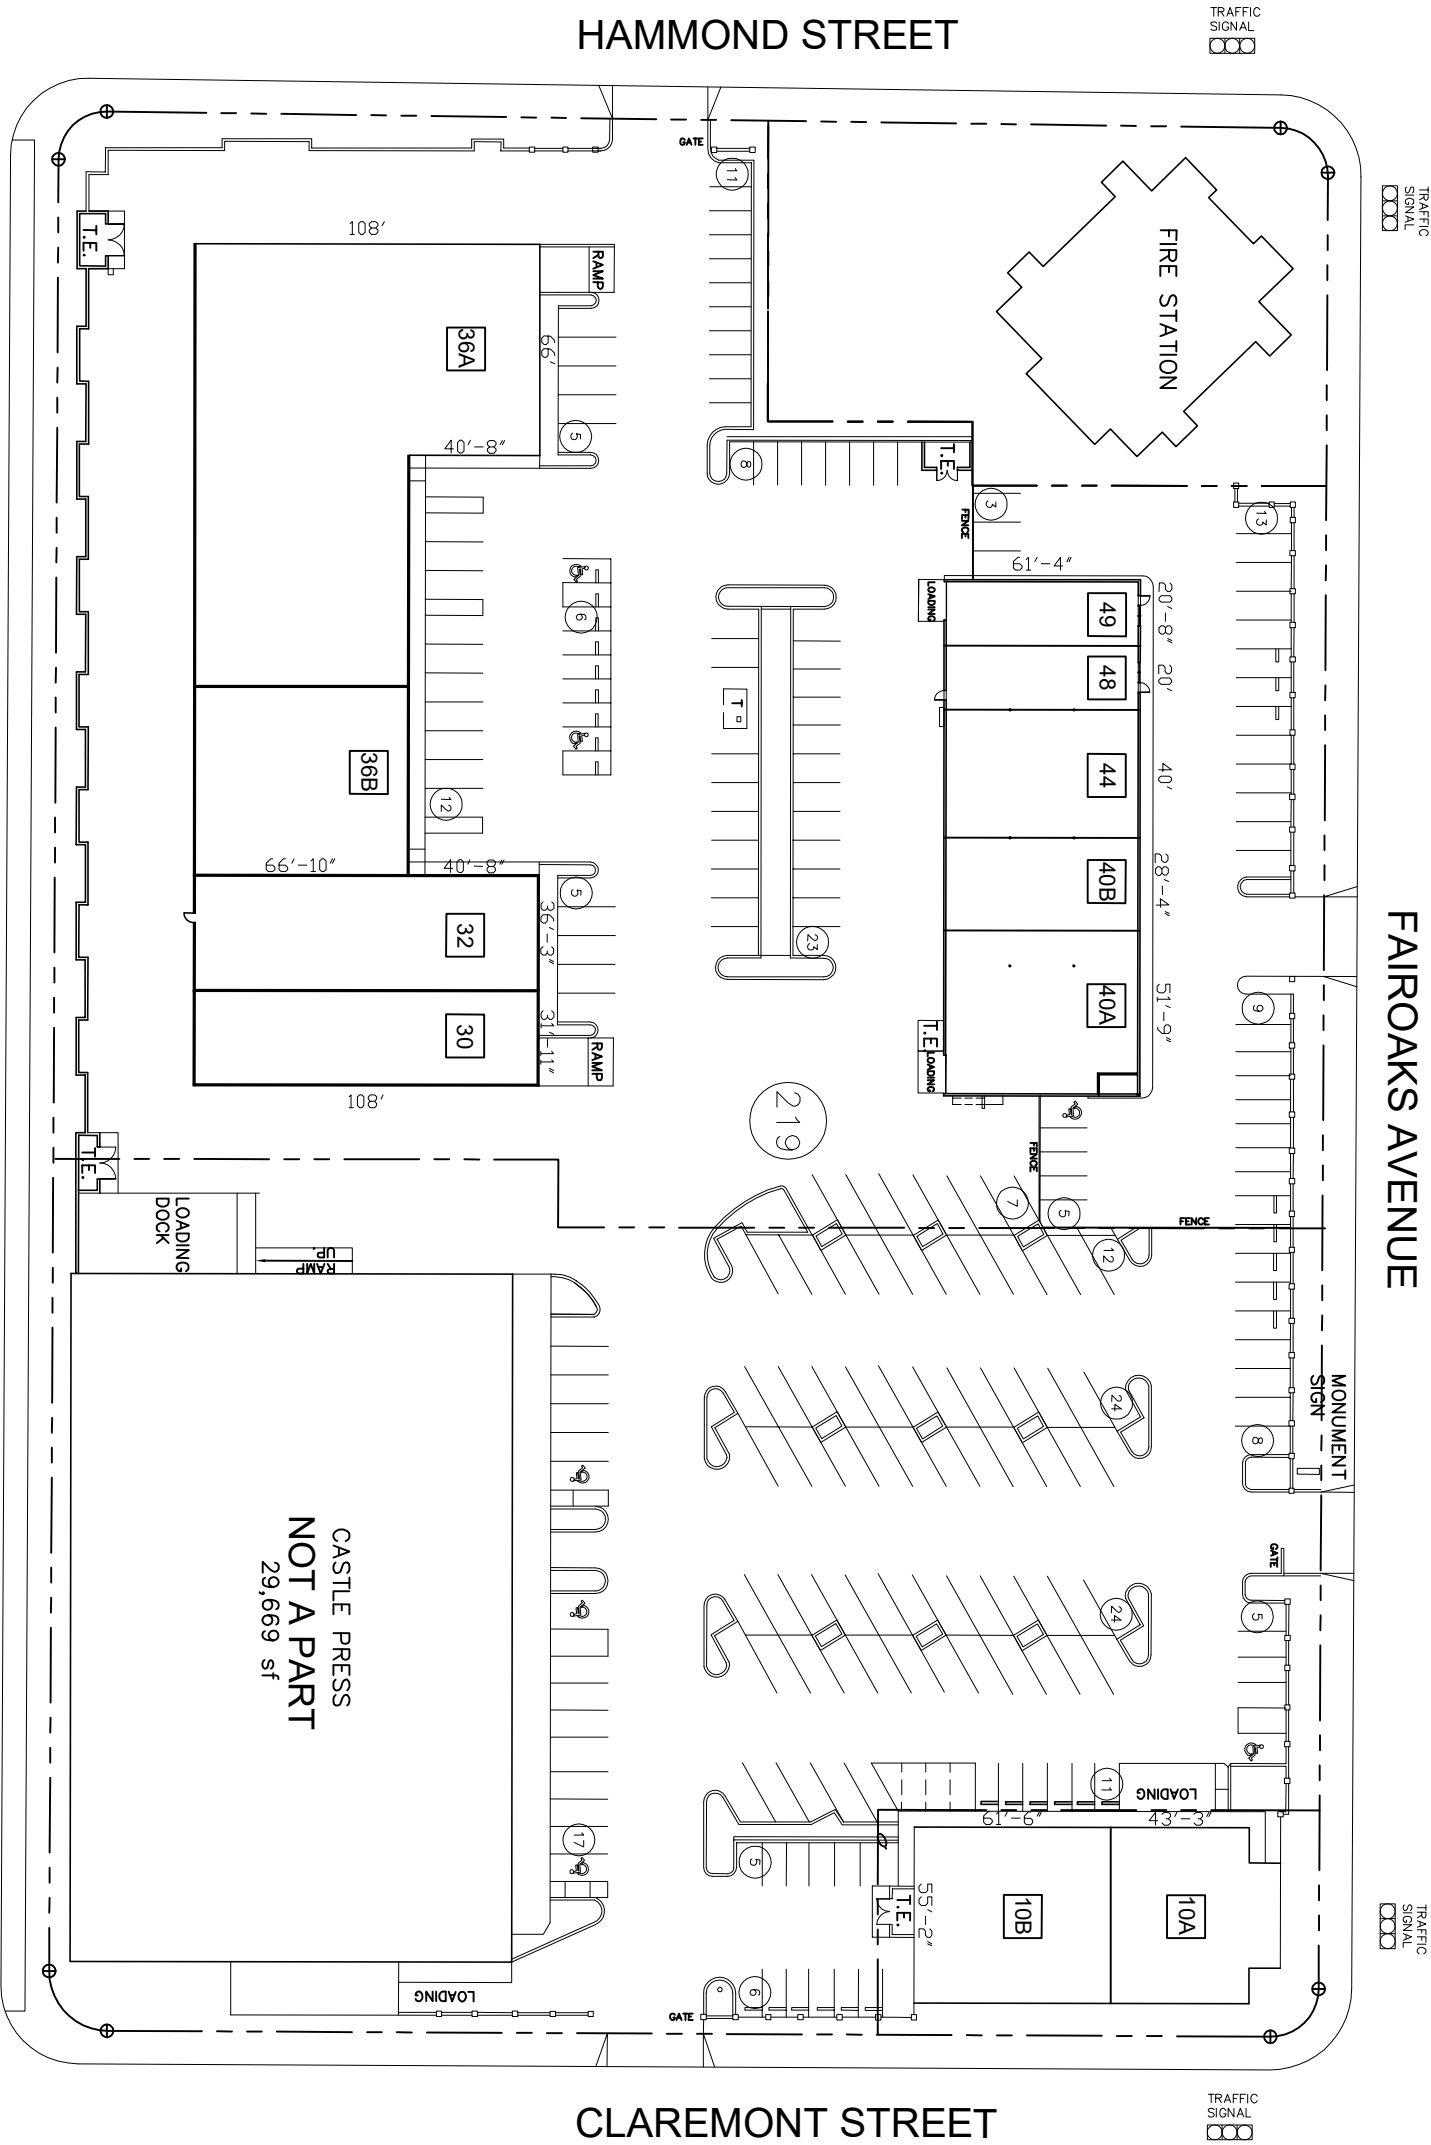 HAMMOND STREET
TRAFFIC
SIGNAL
TRAFFIC
SIGNAL
GATE
11
T.E.
108'
RAMP
FIRE STATION
36A
66'
5
40'-8"
8
T.E.
3
FENCE
13
61'-4"
LOADING
49
20'-8"
6
48
20'
T
44
40'
36B
12
40B
28'-4"
66'-10"
40'-8"
5
36'-3"
32
23
FAIROAKS AVENUE
40A
51'-9"
9
30
31'-11"
RAMP
T.E.
LOADING
108'
219
T.E.
FENCE
LOADING
DOCK
7
5
FENCE
12
UP.
RAMP
MONUMENT
SIGN
24
8
CASTLE PRESS
NOT A PART
29,669 sf
GATE
24
5
11
LOADING
61'-6"
43'-3"
17
5
55'-2"
T.E.
10B
10A
TRAFFIC
SIGNAL
LOADING
6
GATE
CLAREMONT STREET
TRAFFIC
SIGNAL